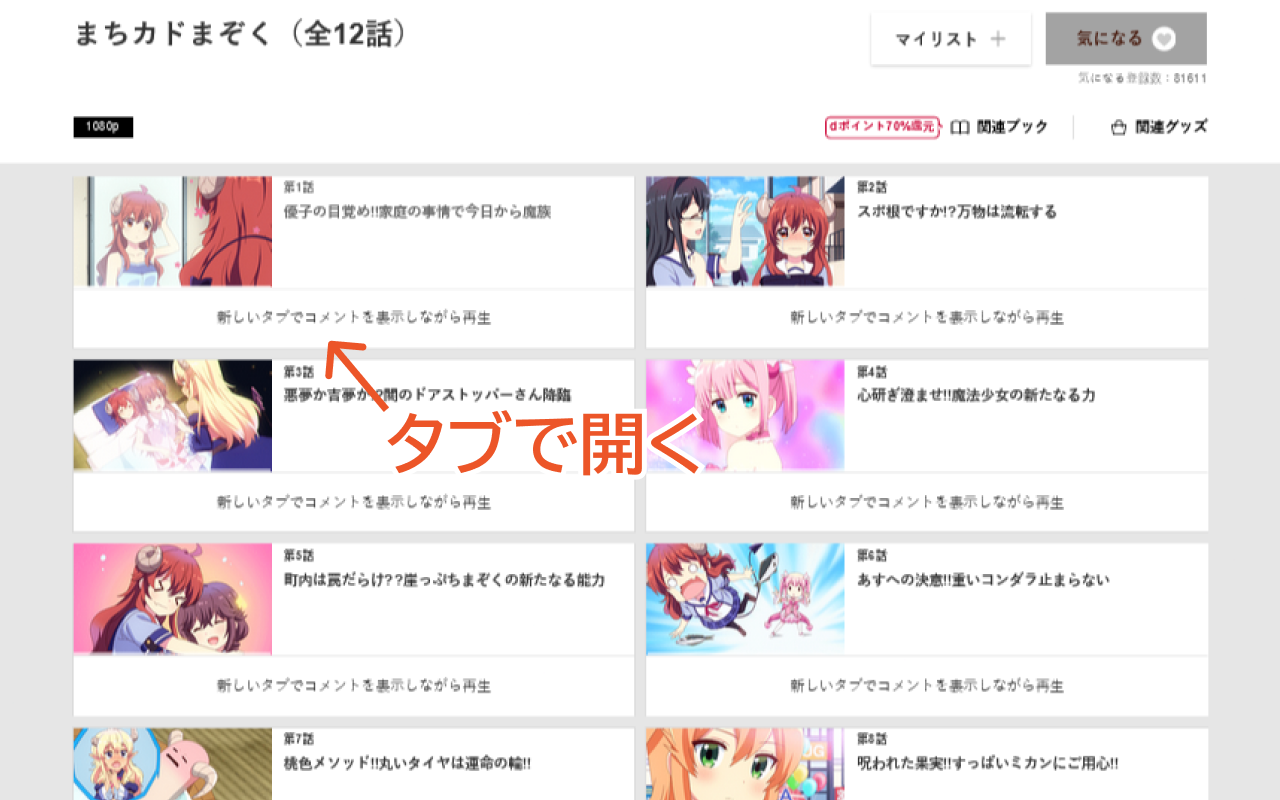 まちカドまぞく（全12話）
マイリスト
気になる
気になる登録数：81611
1080p
dポイント70%還元
関連ブック
関連グッズ
第1話
優子の目覚め!!家庭の事情で今日から魔族
新しいタブでコメントを表示しながら再生
第2話
スポ根ですか!?万物は流転する
新しいタブでコメントを表示しながら再生
タブで開く
第3話
悪夢か吉夢か!?闇のドアストッパーさん降臨
新しいタブでコメントを表示しながら再生
第4話
心研ぎ澄ませ!!魔法少女の新たなる力
新しいタブでコメントを表示しながら再生
第5話
町内は罠だらけ??崖っぷちまぞくの新たなる能力
新しいタブでコメントを表示しながら再生
第6話
あすへの決意!!重いコンダラ止まらない
新しいタブでコメントを表示しながら再生
第7話
桃色メソッド!!丸いタイヤは運命の輪!!
第8話
呪われた果実!!すっぱいミカンにご用心!!